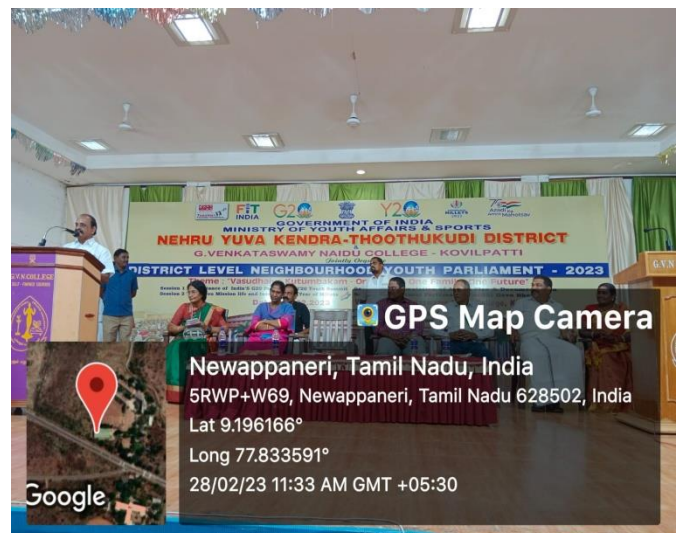 FIT
INDIA
G20
Y20
GOVERNMENT OF INDIA
MINISTRY OF YOUTH AFFAIRS & SPORTS
NEHRU YUVA KENDRA-THOOTHUKUDI DISTRICT
G.VENKATASWAMY NAIDU COLLEGE - KOVILPATTI
Jointly
DISTRICT LEVEL NEIGHBOURHOOD YOUTH PARLIAMENT - 2023
G.V.N.COLLEGE
G.V.N
GPS Map Camera
Newappaneri, Tamil Nadu, India
5RWP+W69, Newappaneri, Tamil Nadu 628502, India
Lat 9.196166°
Long 77.833591°
28/02/23 11:33 AM GMT +05:30
Google